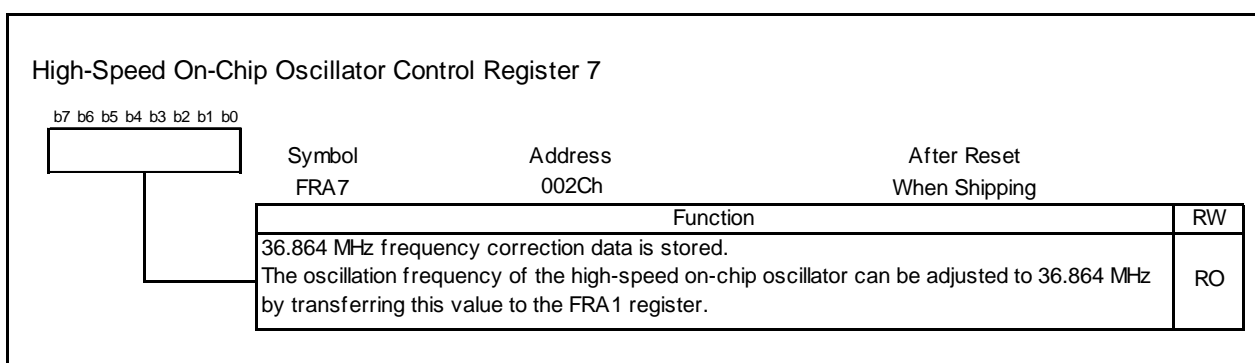 High-Speed On-Chip Oscillator Control Register 7
b7 b6 b5 b4 b3 b2 b1 b0
Symbol Address After Reset
FRA7 002Ch When Shipping
Function RW
36.864 MHz frequency correction data is stored.
The oscillation frequency of the high-speed on-chip oscillator can be adjusted to 36.864 MHz
by transferring this value to the FRA1 register.
RO